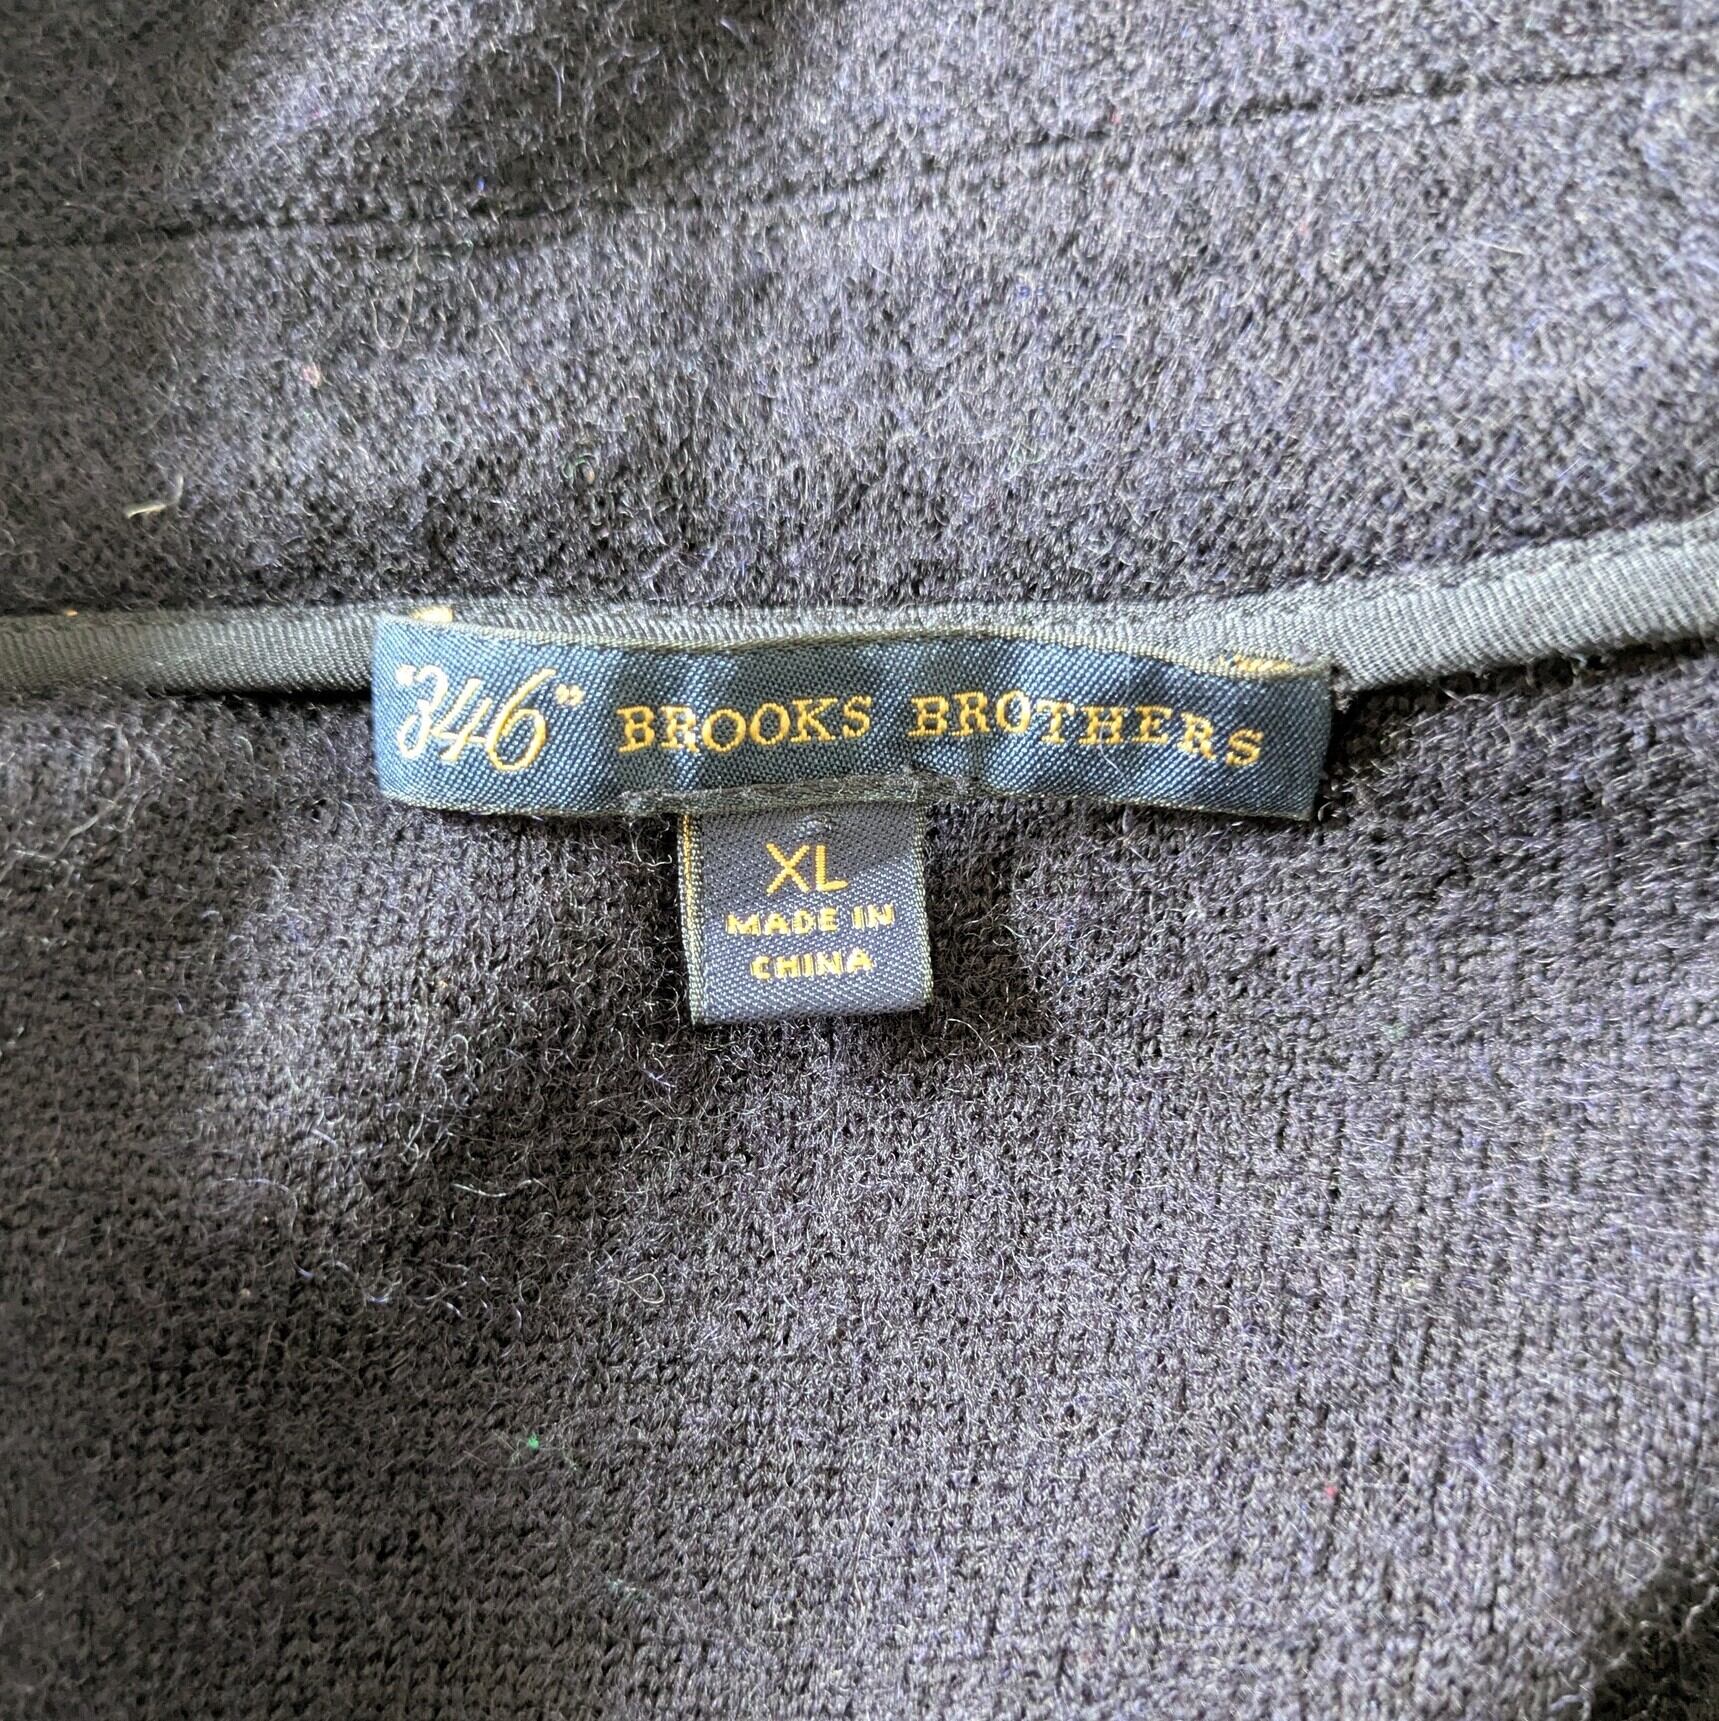 "346" BROOKS BROTHERS
XL
MADE IN
CHINA